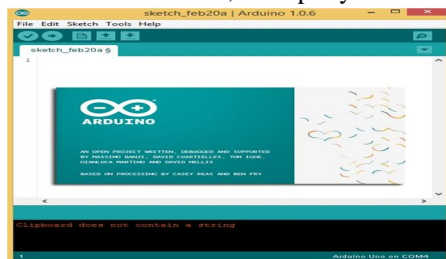 sketch_feb20a | Arduino 1.0.6
File Edit Sketch Tools Help
sketch_feb20a §
1
ARDUINO
AN OPEN PROJECT WRITTEN, DEBUGGED AND SUPPORTED
BY MASSIMO BANZI, DAVID CUARTIELLES, TOM IGOE,
GIANLUCA MARTINO AND DAVID MELLIS
BASED ON PROCESSING BY CASEY REAS AND BEN FRY
Clipboard does not contain a string
1
Arduino Uno on COM4